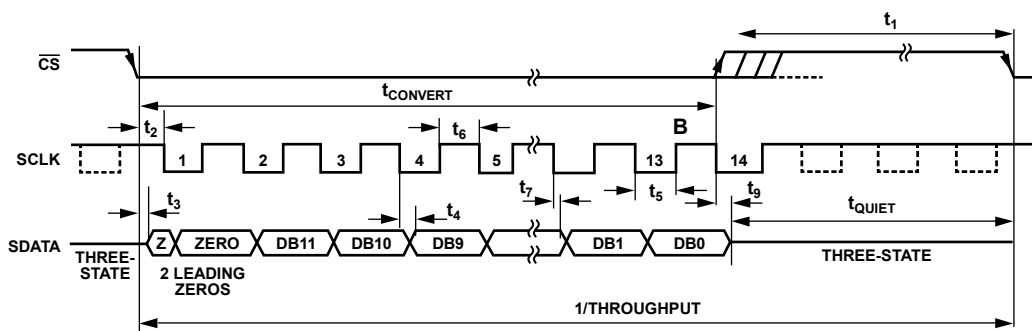 t1
CS
tCONVERT
t2
t6
B
SCLK
1
2
3
4
5
13
14
t3
t4
t7
t5
t9
tQUIET
SDATA
Z
ZERO
DB11
DB10
DB9
DB1
DB0
THREE-
STATE
2 LEADING
ZEROS
THREE-STATE
1/THROUGHPUT